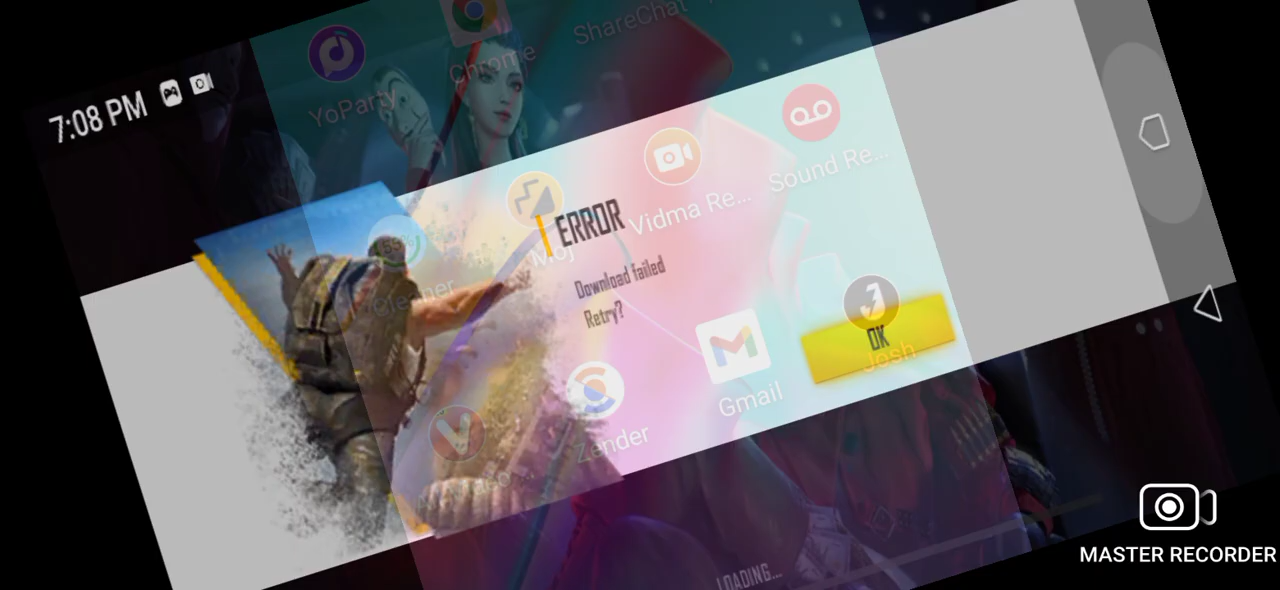 7:08 PM
YoParty
Chrome
ShareChat
Moj
Vidma Re...
Sound Re...
ERROR
Download failed
Retry?
OK
Josh
Zender
Gmail
LOADING...
MASTER RECORDER